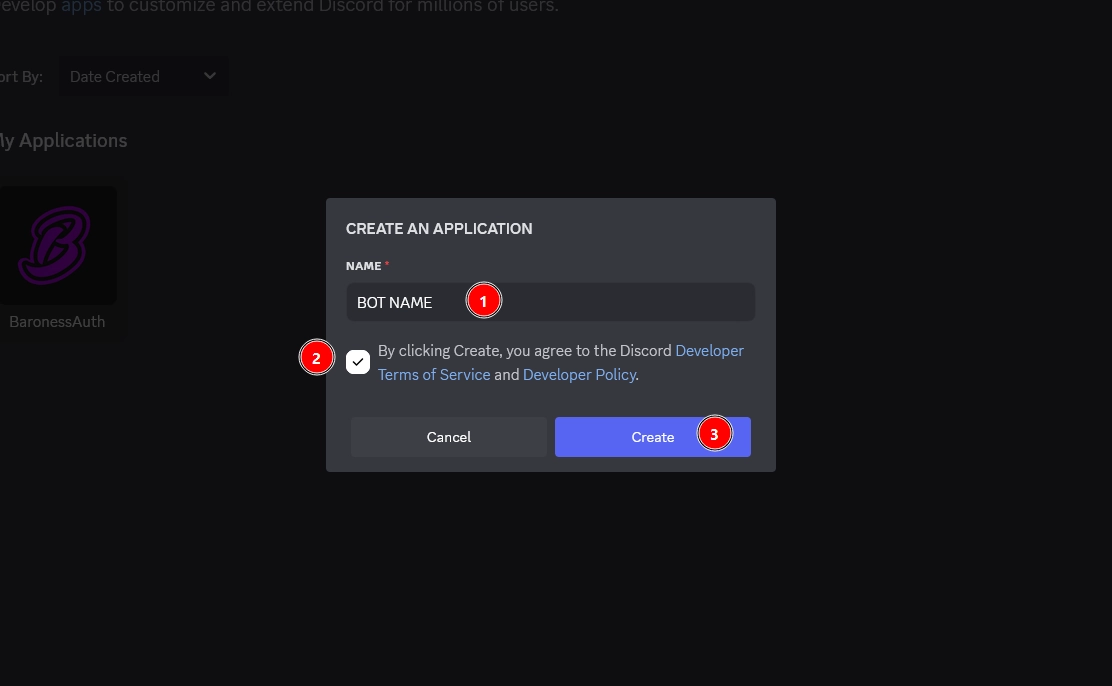 evelop apps to customize and extend Discord for millions of users.
ort By: Date Created
My Applications
BaronessAuth
CREATE AN APPLICATION
NAME *
BOT NAME 1
2 By clicking Create, you agree to the Discord Developer
Terms of Service and Developer Policy.
Cancel Create 3